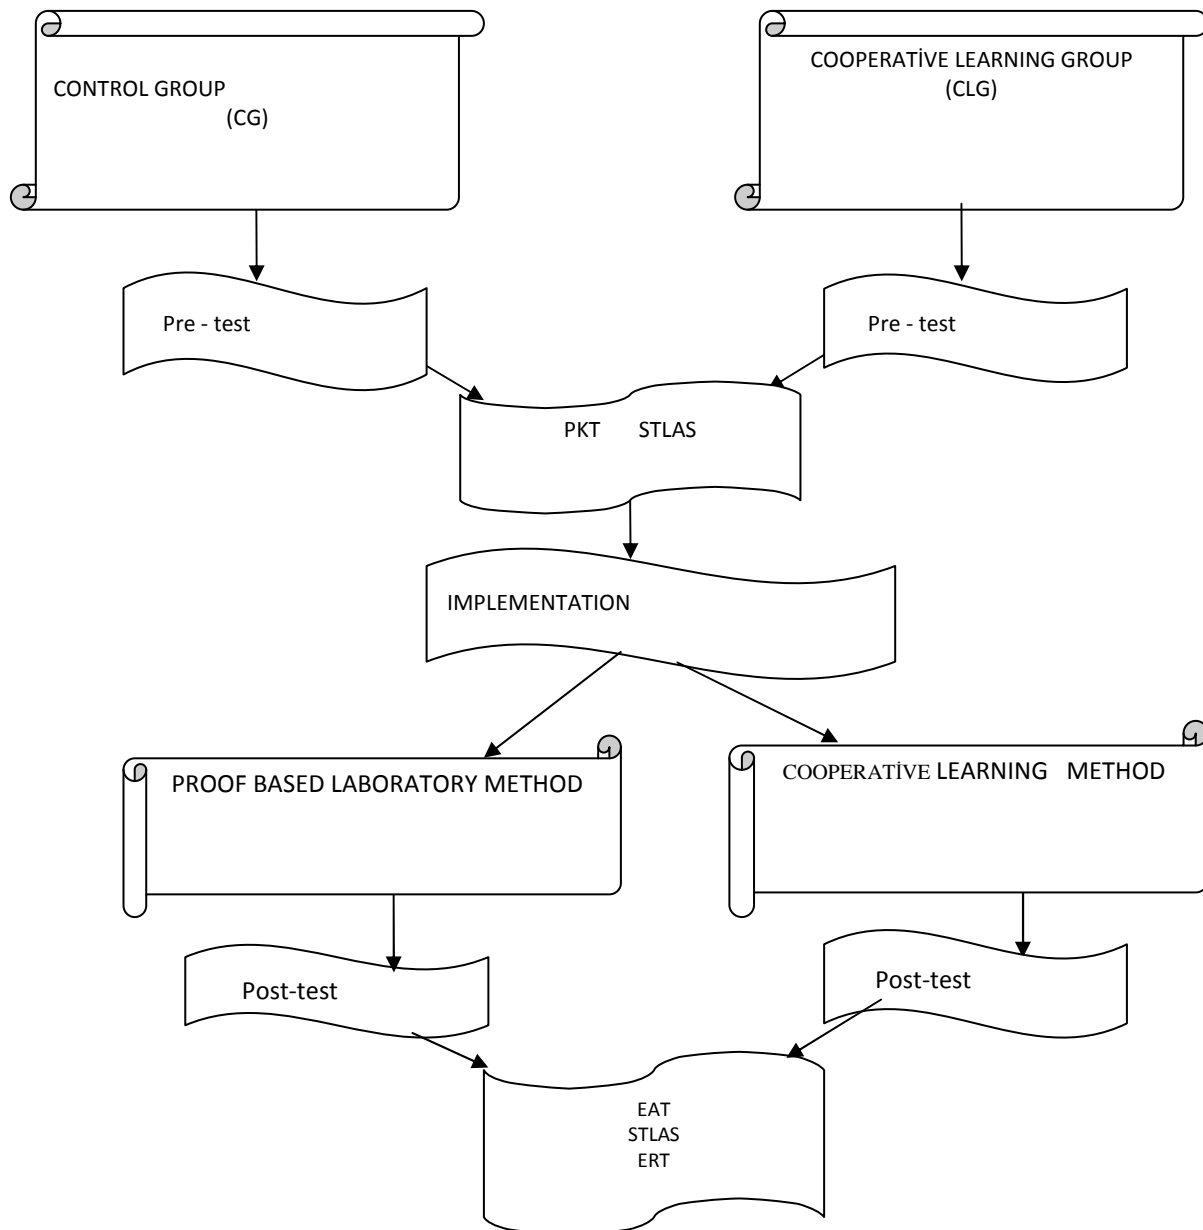 CONTROL GROUP
(CG)
COOPERATİVE LEARNING GROUP
(CLG)
Pre - test
Pre - test
PKT STLAS
IMPLEMENTATION
PROOF BASED LABORATORY METHOD
COOPERATİVE LEARNING METHOD
Post-test
Post-test
EAT
STLAS
ERT